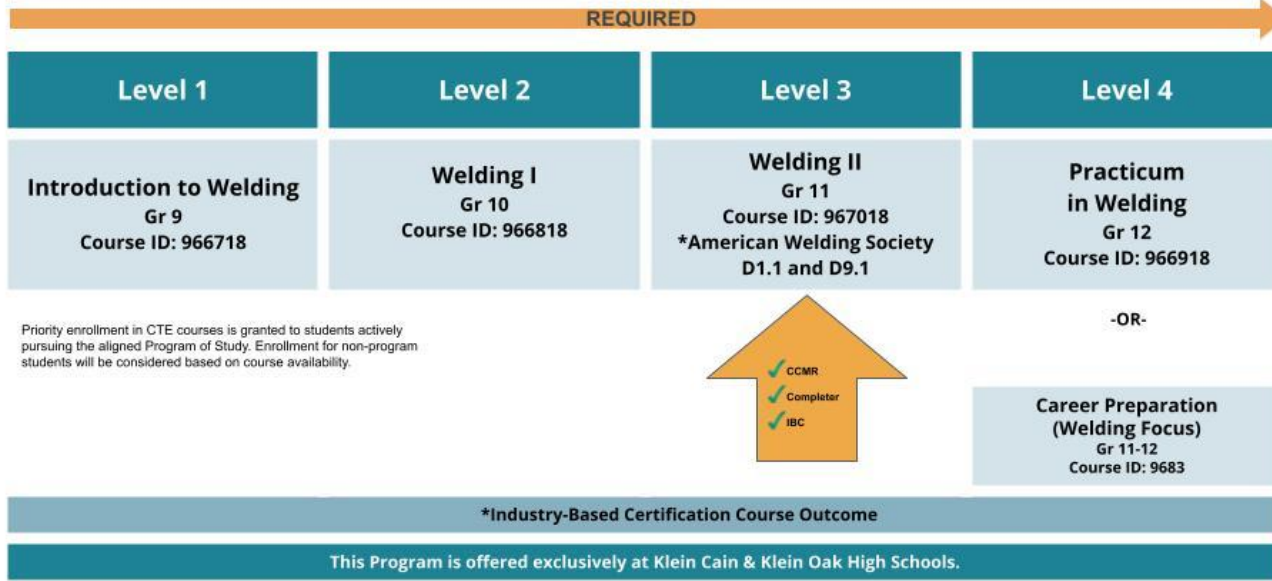 REQUIRED
Level 1
Level 2
Level 3
Level 4
Introduction to Welding
Gr 9
Course ID: 966718
Welding I
Gr 10
Course ID: 966818
Welding II
Gr 11
Course ID: 967018
*American Welding Society
D1.1 and D9.1
Practicum
in Welding
Gr 12
Course ID: 966918
Priority enrollment in CTE courses is granted to students actively
pursuing the aligned Program of Study. Enrollment for non-program
students will be considered based on course availability.
CCMR
Completer
IBC
-OR-
Career Preparation
(Welding Focus)
Gr 11-12
Course ID: 9683
*Industry-Based Certification Course Outcome
This Program is offered exclusively at Klein Cain & Klein Oak High Schools.